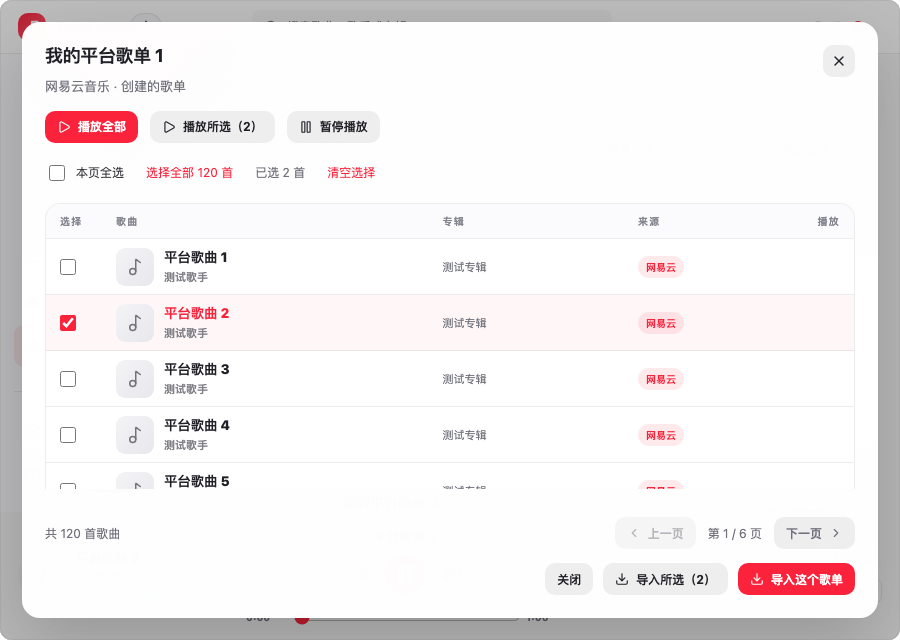 我的平台歌单 1
网易云音乐 · 创建的歌单
播放全部 播放所选（2） 暂停播放
本页全选 选择全部 120 首 已选 2 首 清空选择
选择 歌曲 专辑 来源 播放
平台歌曲 1
测试歌手 测试专辑 网易云
平台歌曲 2
测试歌手 测试专辑 网易云
平台歌曲 3
测试歌手 测试专辑 网易云
平台歌曲 4
测试歌手 测试专辑 网易云
平台歌曲 5
共 120 首歌曲 上一页 第 1 / 6 页 下一页
关闭 导入所选（2） 导入这个歌单